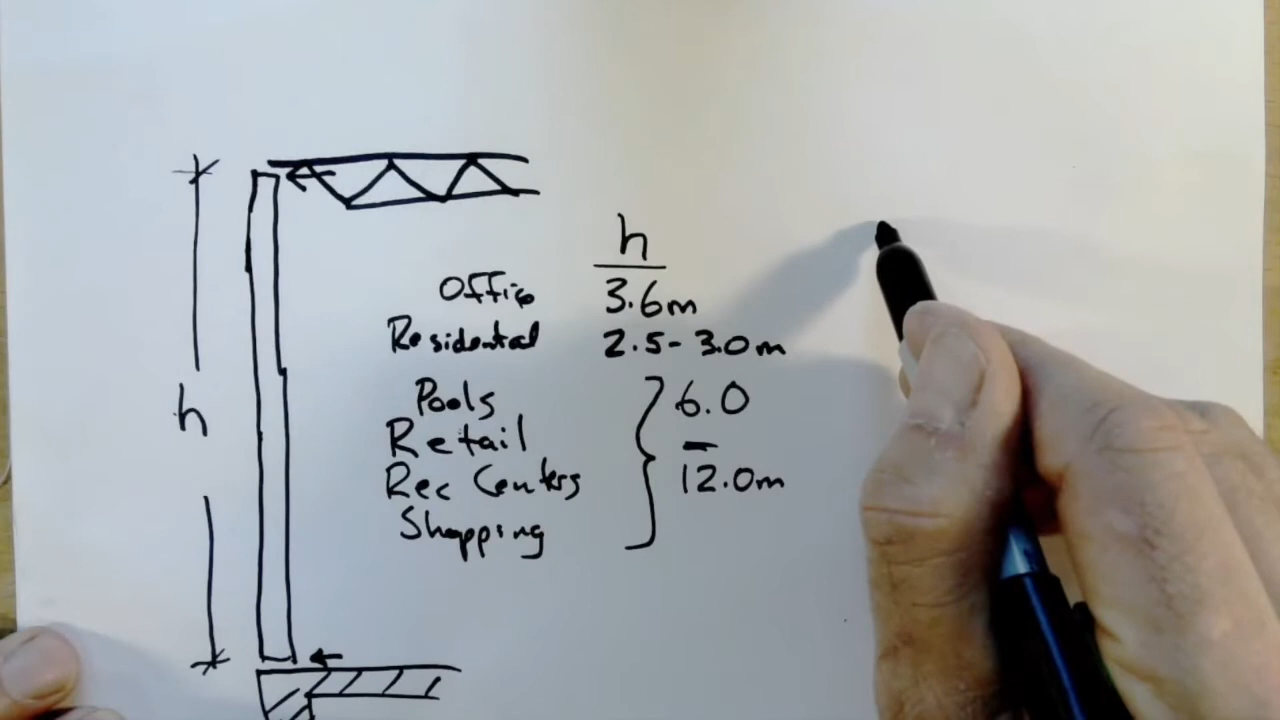 h
Office 3.6m
Residential 2.5 - 3.0m
Pools 6.0
Retail –
Rec Centers 12.0m
Shopping
h